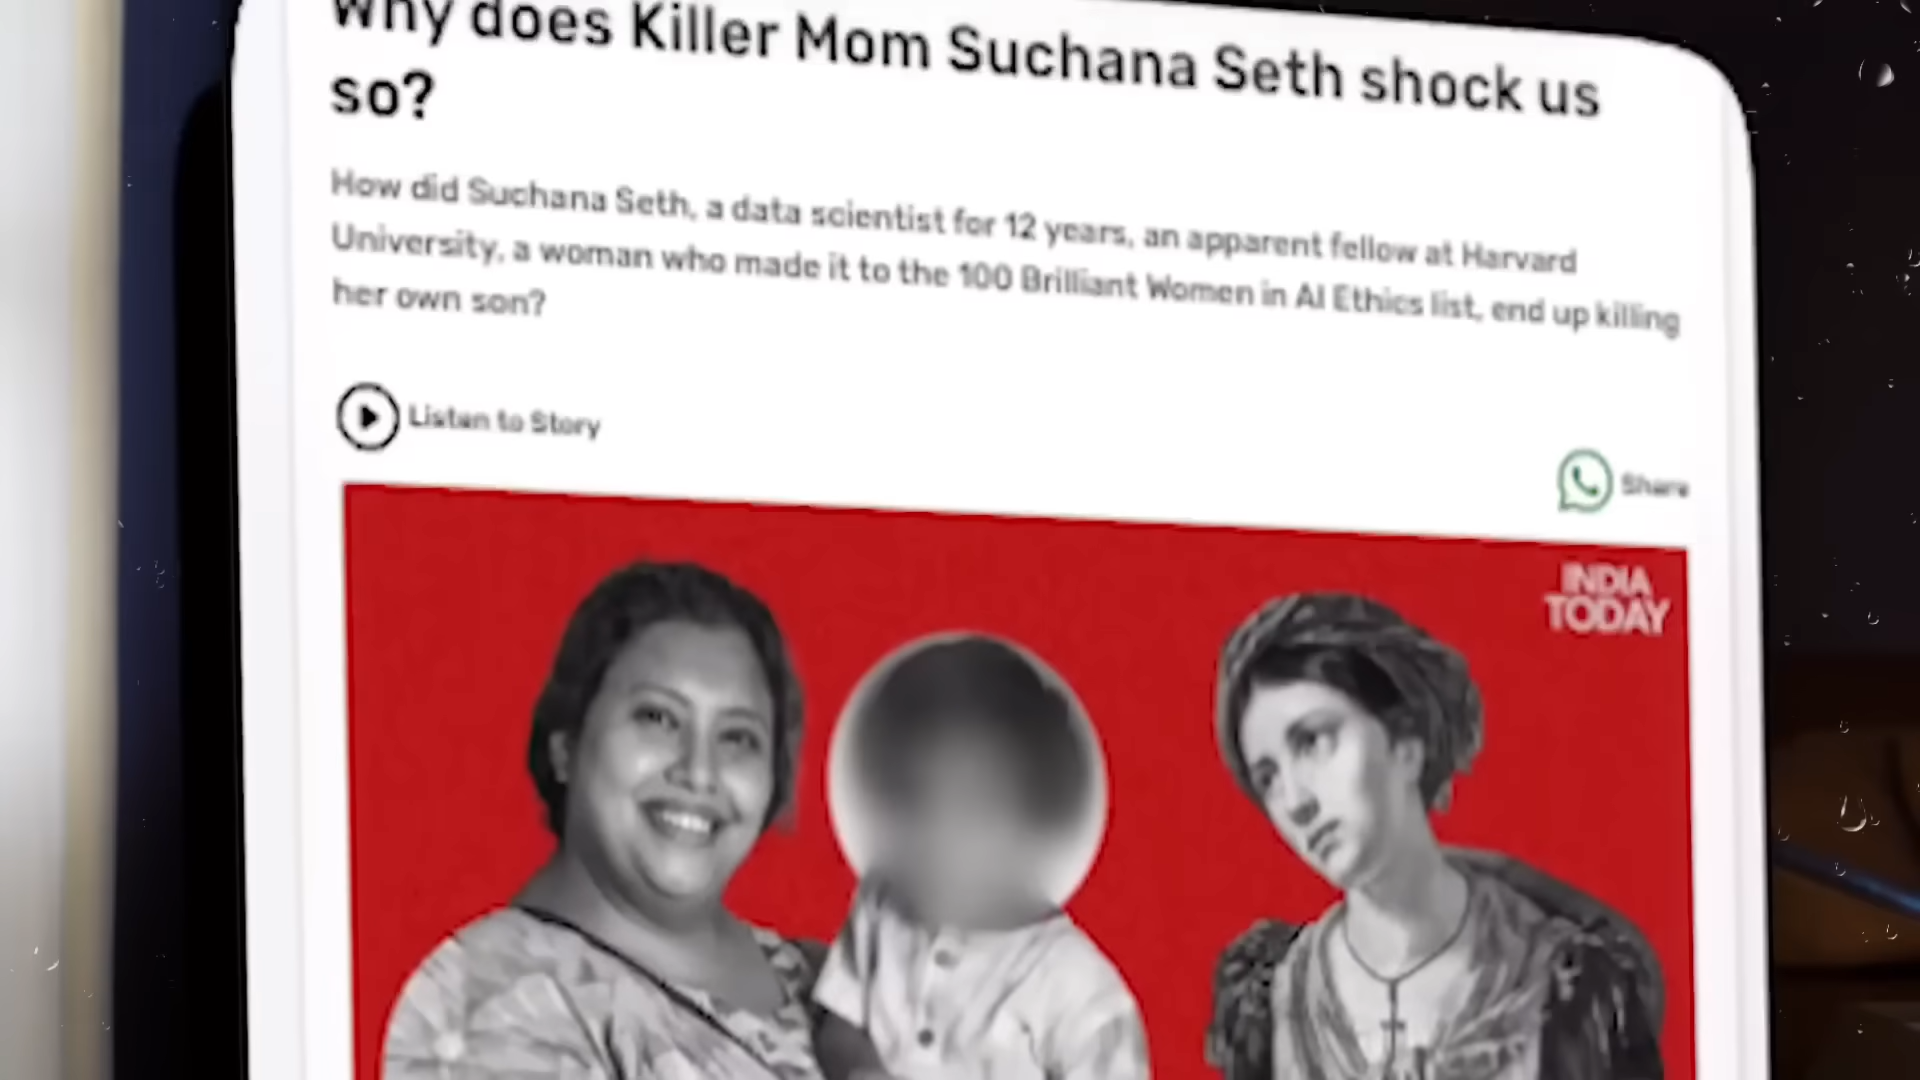 Why does Killer Mom Suchana Seth shock us
so?
How did Suchana Seth, a data scientist for 12 years, an apparent fellow at Harvard
University, a woman who made it to the 100 Brilliant Women in AI Ethics list, end up killing
her own son?
Listen to Story
Share
INDIA
TODAY